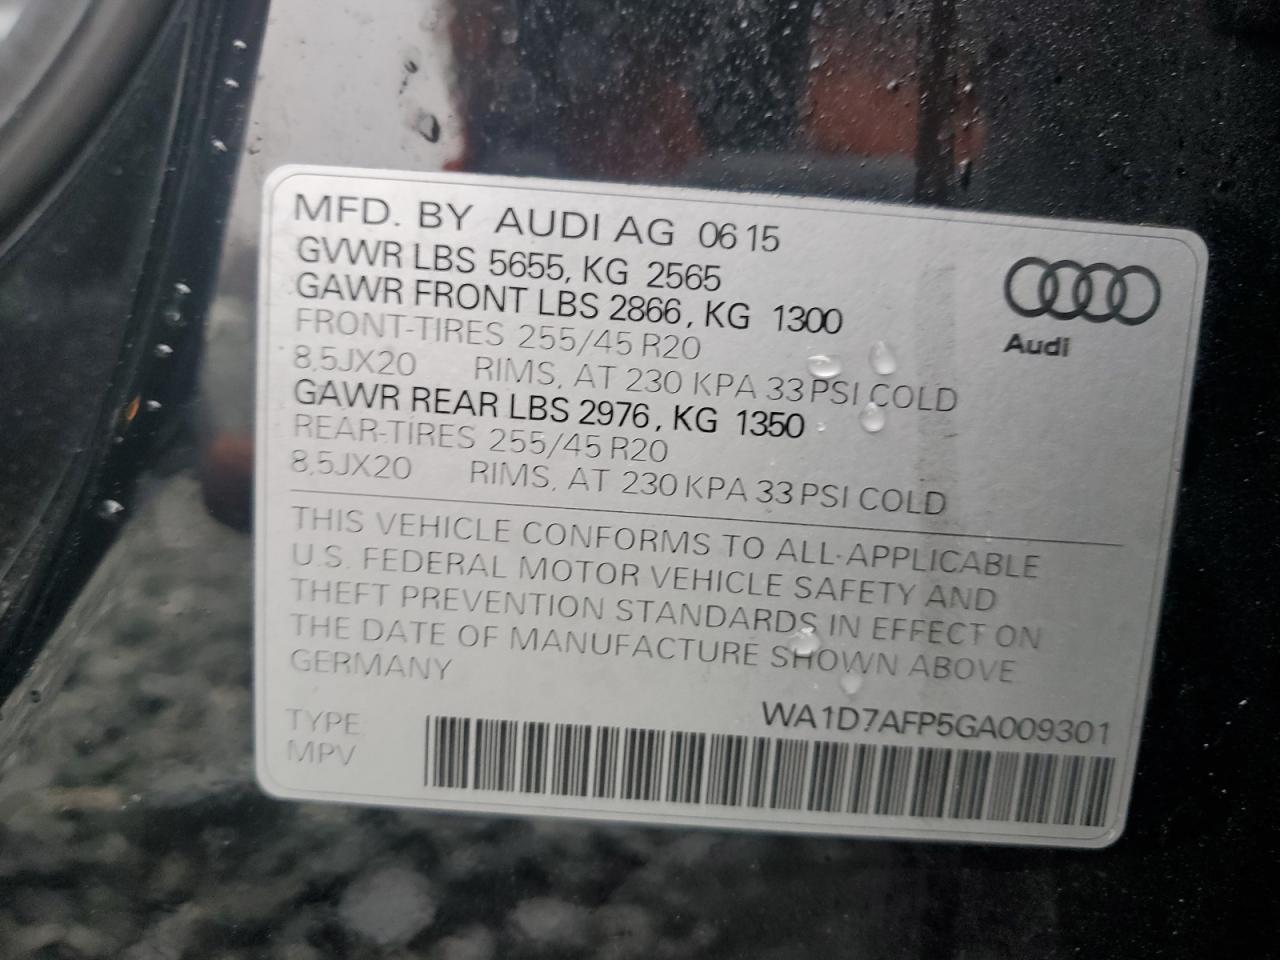 MFD. BY AUDI AG 06 15
GVWR LBS 5655, KG 2565
GAWR FRONT LBS 2866, KG 1300
FRONT-TIRES 255/45 R20
8,5JX20 RIMS, AT 230 KPA 33 PSI COLD
GAWR REAR LBS 2976, KG 1350
REAR-TIRES 255/45 R20
8,5JX20 RIMS, AT 230 KPA 33 PSI COLD
Audi
THIS VEHICLE CONFORMS TO ALL-APPLICABLE
U.S. FEDERAL MOTOR VEHICLE SAFETY AND
THEFT PREVENTION STANDARDS IN EFFECT ON
THE DATE OF MANUFACTURE SHOWN ABOVE
GERMANY
WA1D7AFP5GA009301
TYPE
MPV